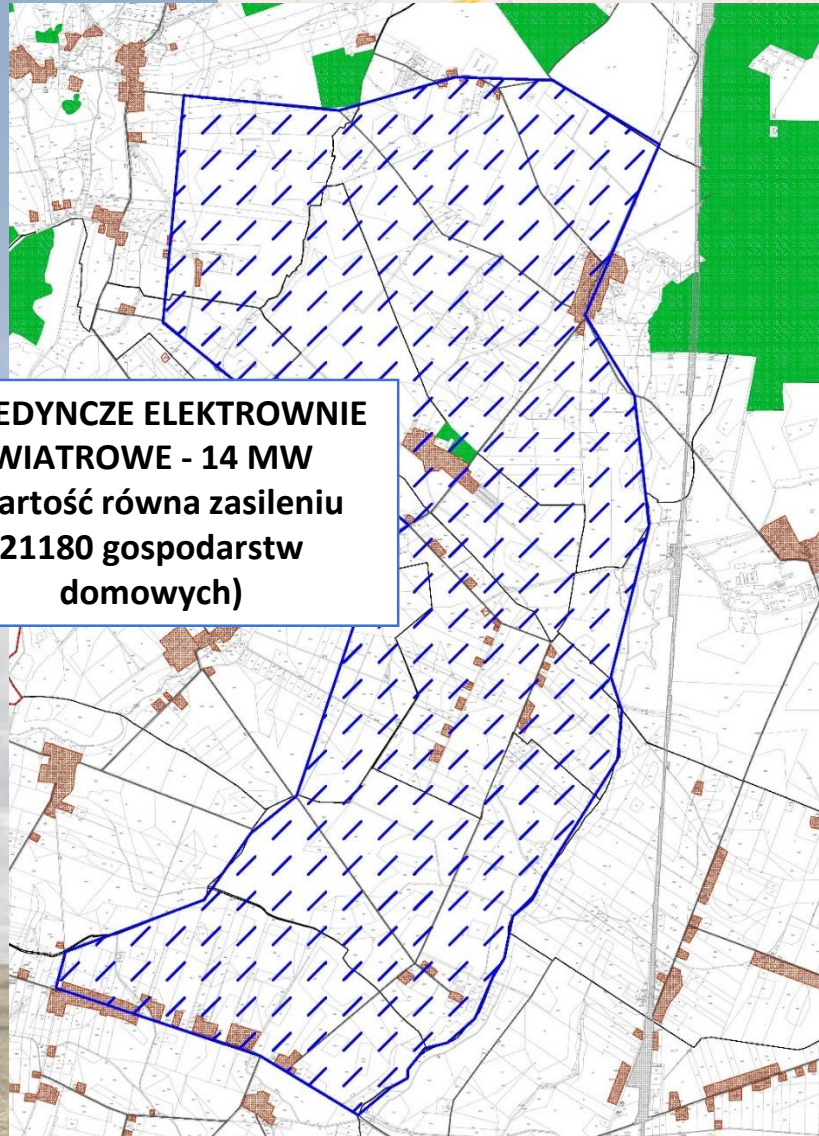 EDYNCZE ELEKTROWNIE
WIATROWE - 14 MW
artość równa zasileniu
21180 gospodarstw
domowych)